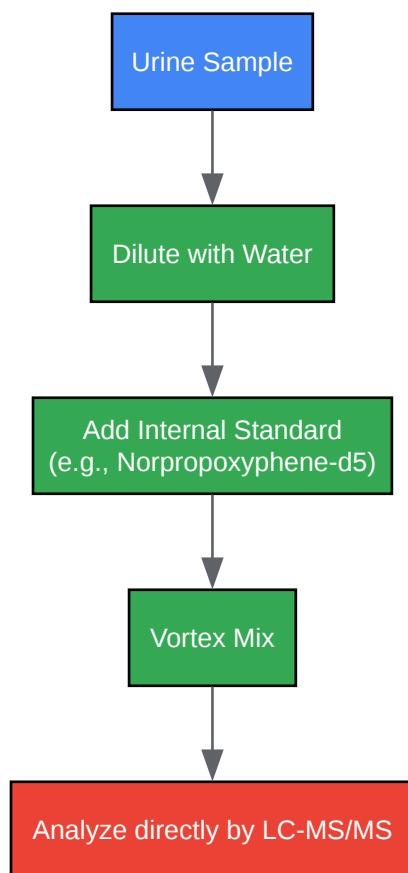 Urine Sample
Dilute with Water
Add Internal Standard
(e.g., Norpropoxyphene-d5)
Vortex Mix
Analyze directly by LC-MS/MS